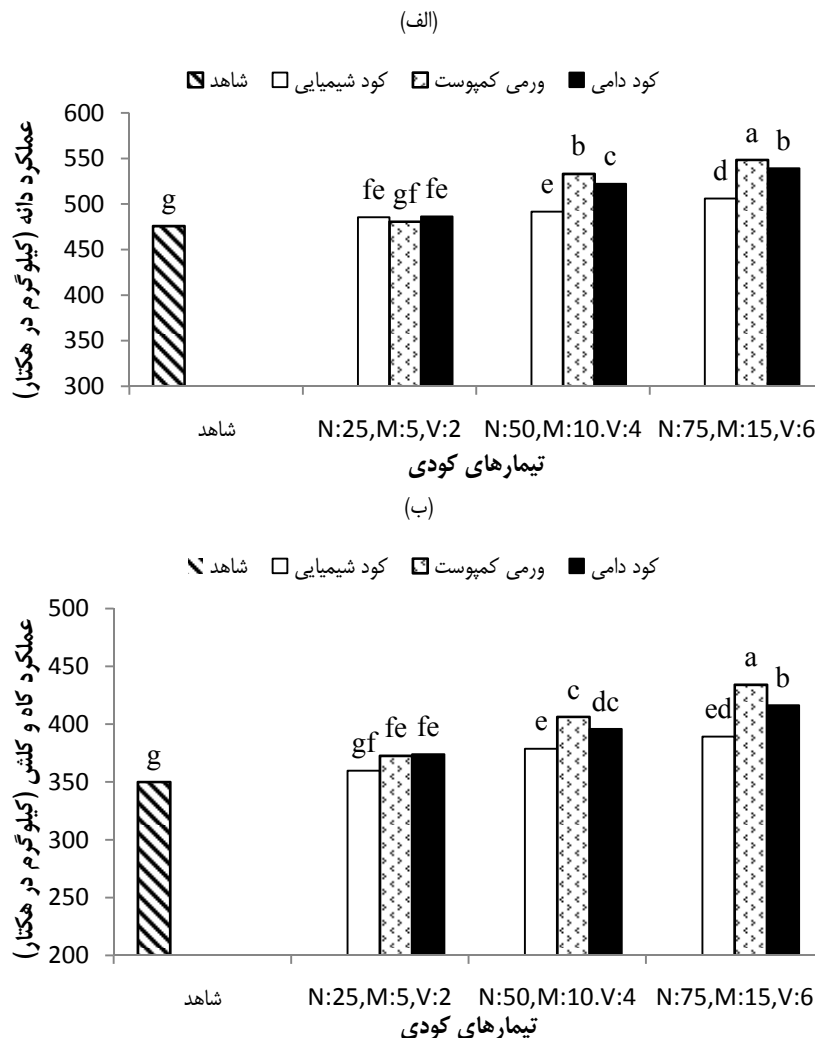 (الف)
شاهد کود شیمیایی ورمی کمپوست کود دامی
عملکرد دانه (کیلوگرم در هکتار)
600
550
500
450
400
350
300
g fe gf fe e b c d a b
شاهد N:25,M:5,V:2 N:50,M:10.V:4 N:75,M:15,V:6
تیمارهای کودی
(ب)
شاهد کود شیمیایی ورمی کمپوست کود دامی
عملکرد کاه و کلش (کیلوگرم در هکتار)
500
450
400
350
300
250
200
g gf fe fe e c dc ed a b
شاهد N:25,M:5,V:2 N:50,M:10.V:4 N:75,M:15,V:6
تیمارهای کودی